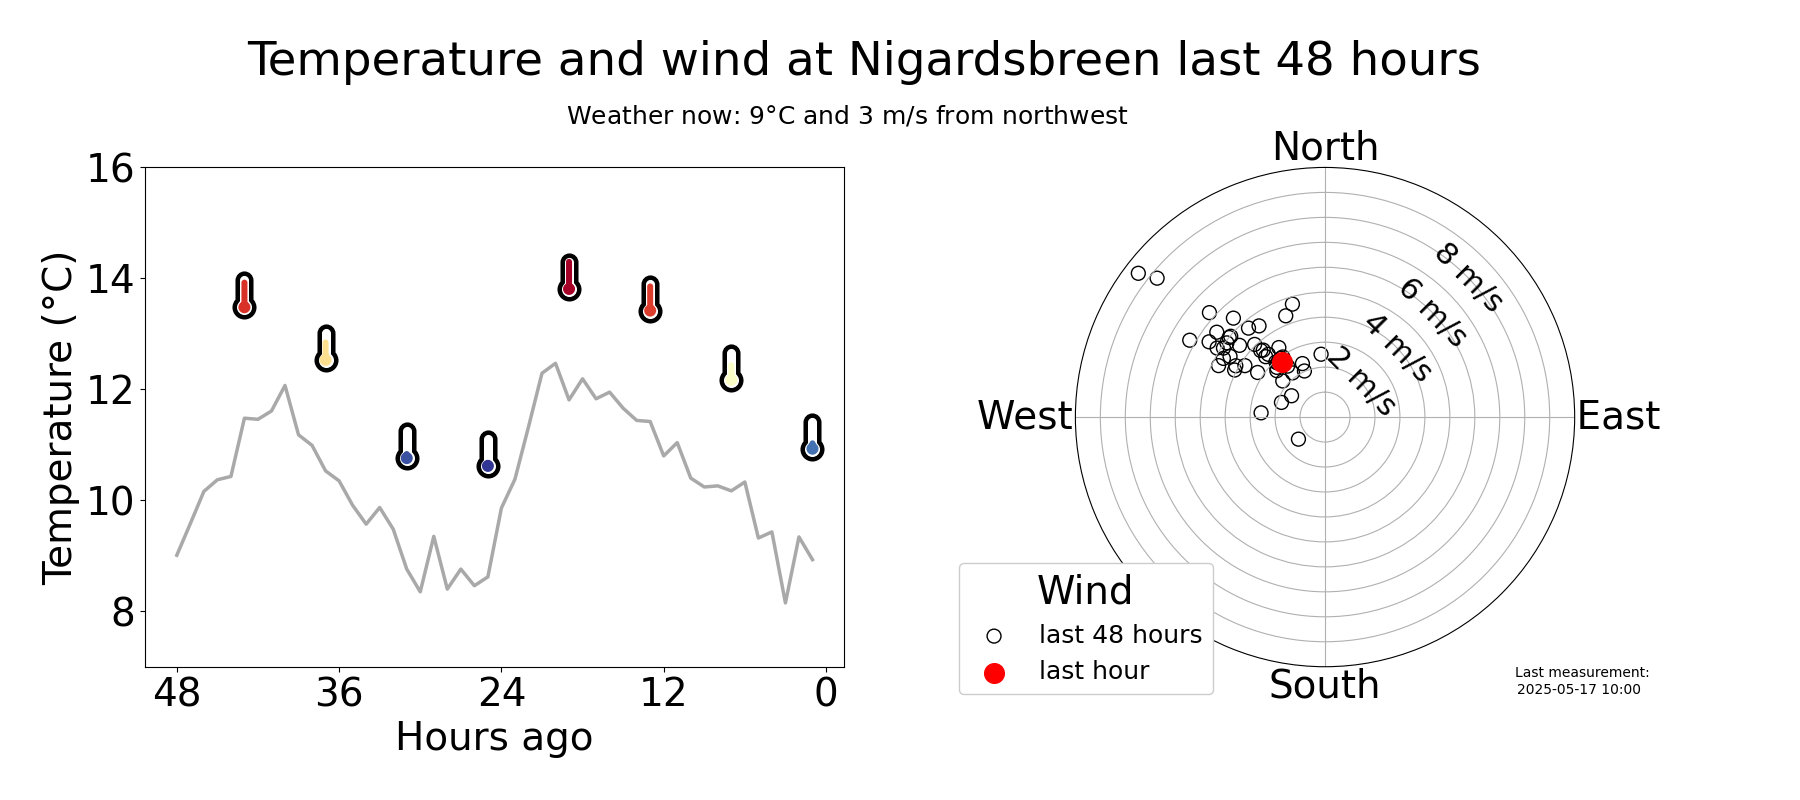 Temperature and wind at Nigardsbreen last 48 hours
Weather now: 9°C and 3 m/s from northwest
Temperature (°C)
16
14
12
10
8
48 36 24 12 0
Hours ago
North
West
East
South
8 m/s
6 m/s
4 m/s
2 m/s
Wind
last 48 hours
last hour
Last measurement:
2025-05-17 10:00